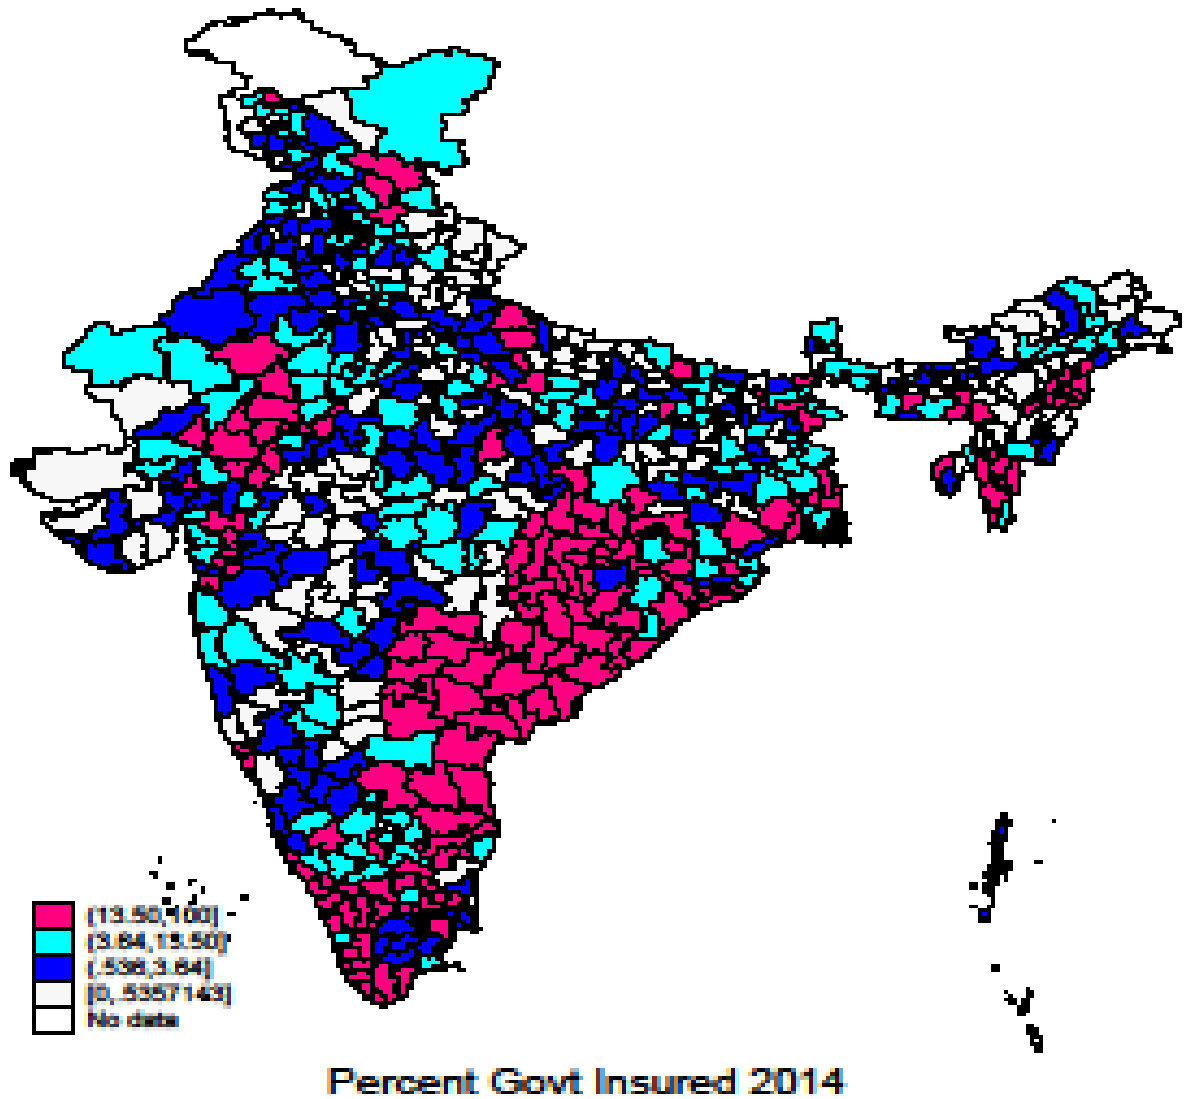 (13.50,100]
(3.64,13.50]
(.536,3.64]
[0,.5357143]
No data
Percent Govt Insured 2014